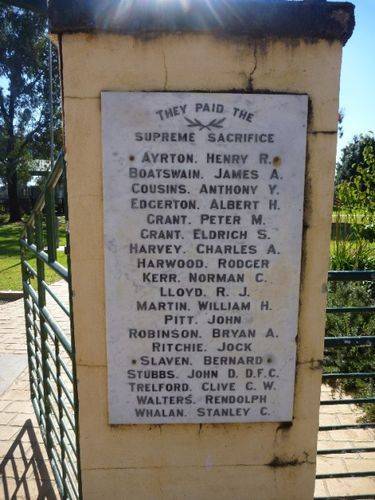 THEY PAID THE
SUPREME SACRIFICE
AYRTON. HENRY R.
BOATSWAIN. JAMES A.
COUSINS. ANTHONY Y.
EDGERTON. ALBERT H.
GRANT. PETER M.
GRANT. ELDRICH S.
HARVEY. CHARLES A.
HARWOOD. RODGER
KERR. NORMAN C.
LLOYD. R. J.
MARTIN. WILLIAM H.
PITT. JOHN
ROBINSON. BRYAN A.
RITCHIE. JOCK
SLAVEN. BERNARD
STUBBS. JOHN D. D.F.C.
TRELFORD. CLIVE G. W.
WALTERS. RENDOLPH
WHALAN. STANLEY C.